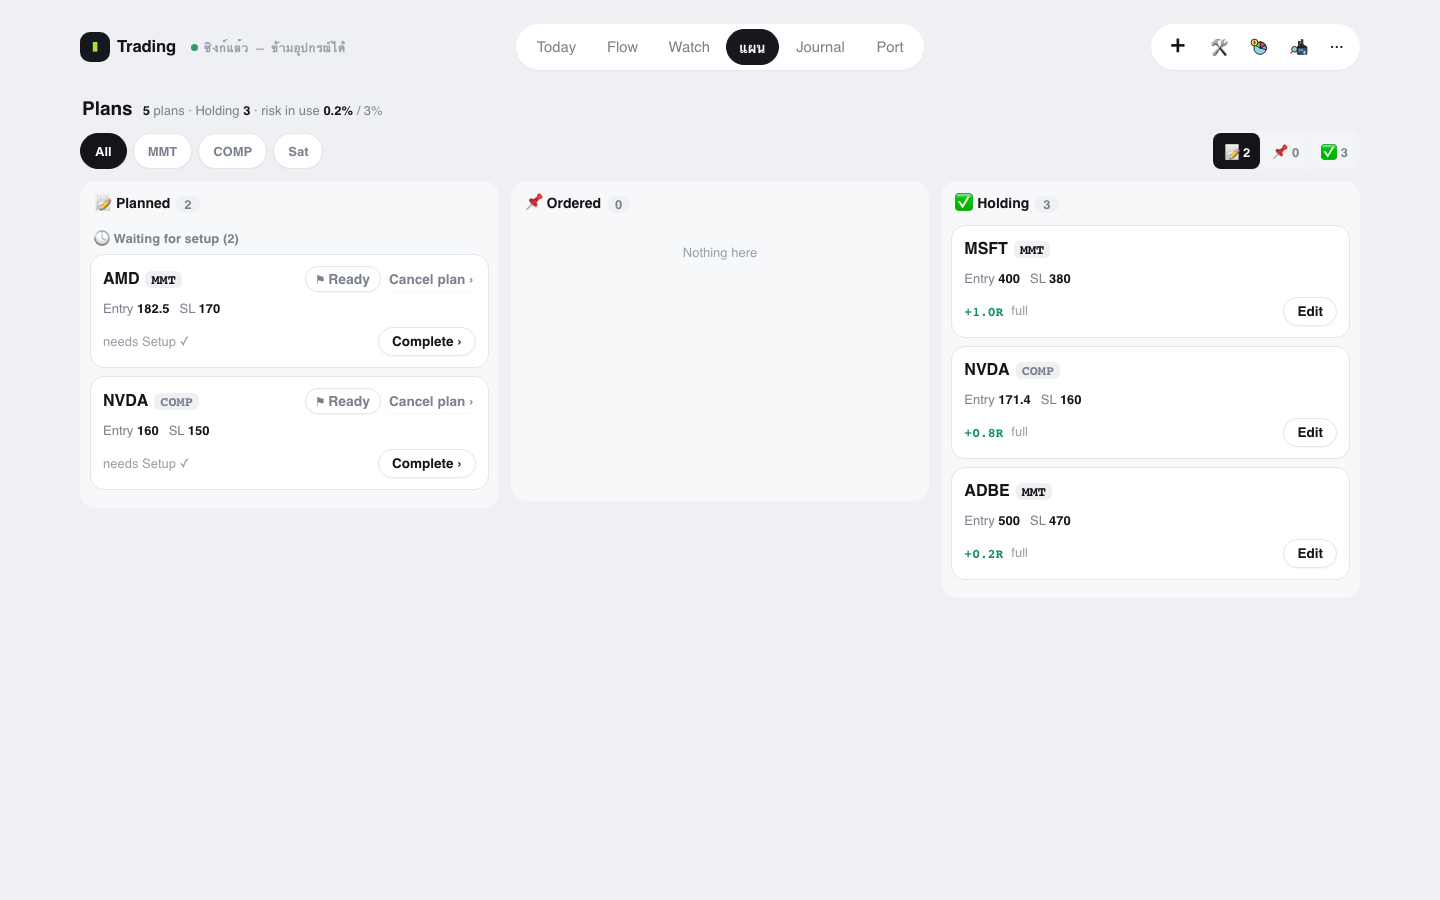 Trading ซิงก์แล้ว — ข้ามอุปกรณ์ได้
Today Flow Watch แผน Journal Port
+ 🛠 ···
Plans 5 plans · Holding 3 · risk in use 0.2% / 3%
All MMT COMP Sat
📝 2 📌 0 ✅ 3
📝 Planned 2
🕓 Waiting for setup (2)
AMD MMT ⚑ Ready Cancel plan ›
Entry 182.5 SL 170
needs Setup ✓ Complete ›
NVDA COMP ⚑ Ready Cancel plan ›
Entry 160 SL 150
needs Setup ✓ Complete ›
📌 Ordered 0
Nothing here
✅ Holding 3
MSFT MMT
Entry 400 SL 380
+1.0R full Edit
NVDA COMP
Entry 171.4 SL 160
+0.8R full Edit
ADBE MMT
Entry 500 SL 470
+0.2R full Edit